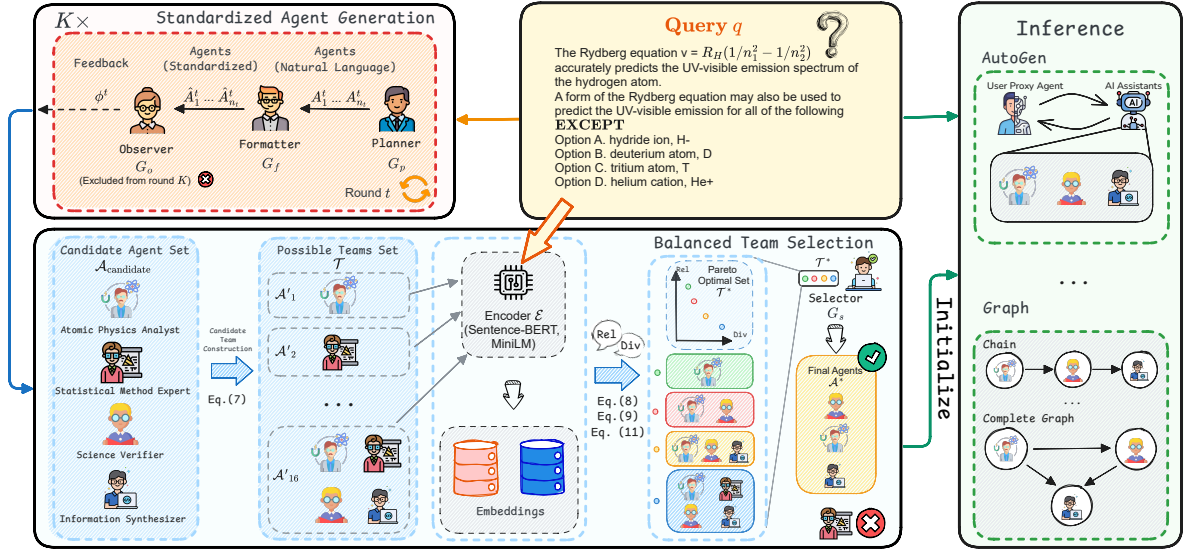 K×
Standardized Agent Generation
Feedback
Agents
(Standardized)
Agents
(Natural Language)
ϕ^t
Â_1^t ... Â_{n_t}^t
A_1^t ... A_{n_t}^t
Observer
G_o
(Excluded from round K)
Formatter
G_f
Planner
G_p
Round t
Query q
The Rydberg equation v = R_H(1/n_1^2 − 1/n_2^2)
accurately predicts the UV-visible emission spectrum of
the hydrogen atom.
A form of the Rydberg equation may also be used to
predict the UV-visible emission for all of the following
EXCEPT
Option A. hydride ion, H-
Option B. deuterium atom, D
Option C. tritium atom, T
Option D. helium cation, He+
Inference
AutoGen
User Proxy Agent
AI Assistants
AI
...
Graph
Chain
...
Complete Graph
Initialize
Balanced Team Selection
Candidate Agent Set
𝒜_candidate
Atomic Physics Analyst
Statistical Method Expert
Science Verifier
Information Synthesizer
Candidate
Team
Construction
Eq.(7)
Possible Teams Set
𝒯
𝒜'_1
𝒜'_2
...
𝒜'_16
Encoder ℰ
(Sentence-BERT,
MiniLM)
Embeddings
Rel
Div
Eq.(8)
Eq.(9)
Eq. (11)
Rel
Pareto
Optimal Set
𝒯*
Div
𝒯*
Selector
G_s
Final Agents
𝒜*